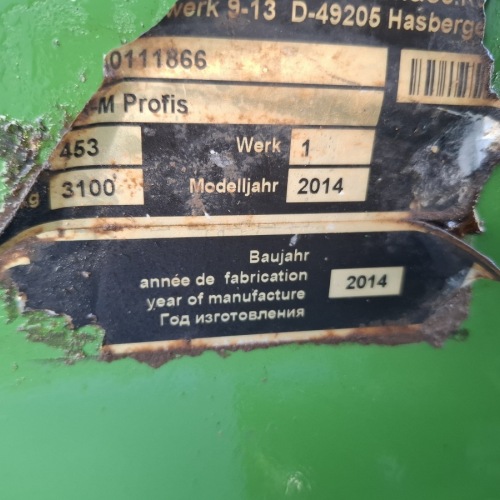 werk 9-13 D-49205 Hasberge
0111866
-M Profis
453 Werk 1
3100 Modelljahr 2014
Baujahr
année de fabrication
year of manufacture 2014
Год изготовления